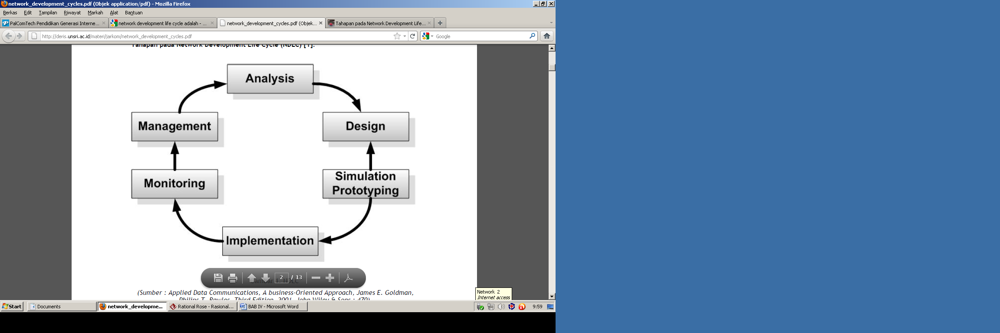 network_development_cycles.pdf (Objek application/pdf) - Mozilla Firefox
Berkas Edit Tampilan Riwayat Markah Alat Bantuan
PalComTech Pendidikan Generasi Interne... network development life cycle adalah - ... network_development_cycles.pdf (Objek... Tahapan pada Network Development Life...
http://deris.unsri.ac.id/materi/jarkom/network_development_cycles.pdf Google
Tahapan pada Network Development Life Cycle (NDLC) [1].
Analysis
Management Design
Monitoring Simulation
Prototyping
Implementation
2 / 13
Gambar 1. NDLC
(Sumber : Applied Data Communications, A business-Oriented Approach, James E. Goldman,
Philips T. Rawles, Third Edition, 2001, John Wiley & Sons : 470)
Network 2
Internet access
Start Documents network_developme... Rational Rose - Rasional... BAB IV - Microsoft Word 9:59